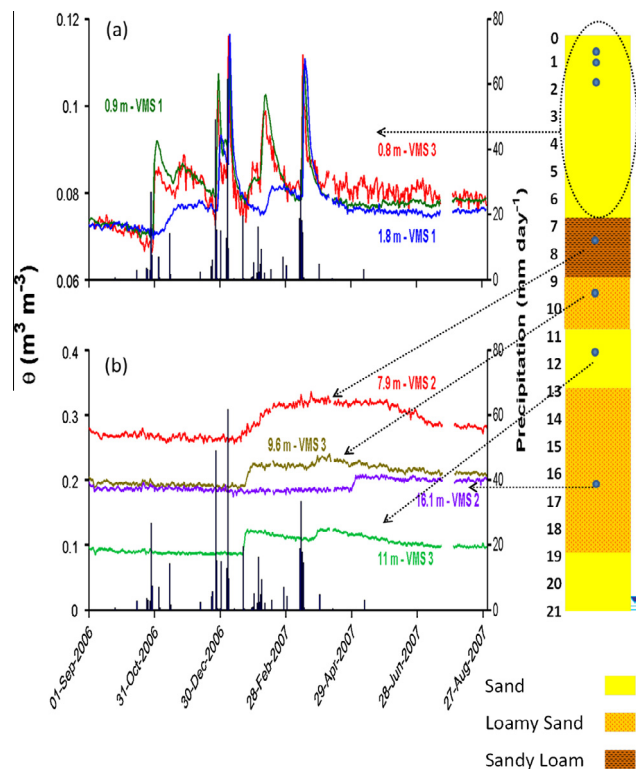 (a)
0.12
0.1
0.08
0.06
0.9 m - VMS 1
0.8 m - VMS 3
1.8 m - VMS 1
80
60
40
20
0
θ (m³ m⁻³)
Precipitation (mm day⁻¹)
(b)
0.4
0.3
0.2
0.1
0
7.9 m - VMS 2
9.6 m - VMS 3
16.1 m - VMS 2
11 m - VMS 3
80
60
40
20
0
01-Sep-2006
31-Oct-2006
30-Dec-2006
28-Feb-2007
29-Apr-2007
28-Jun-2007
27-Aug-2007
0
1
2
3
4
5
6
7
8
9
10
11
12
13
14
15
16
17
18
19
20
21
Sand
Loamy Sand
Sandy Loam